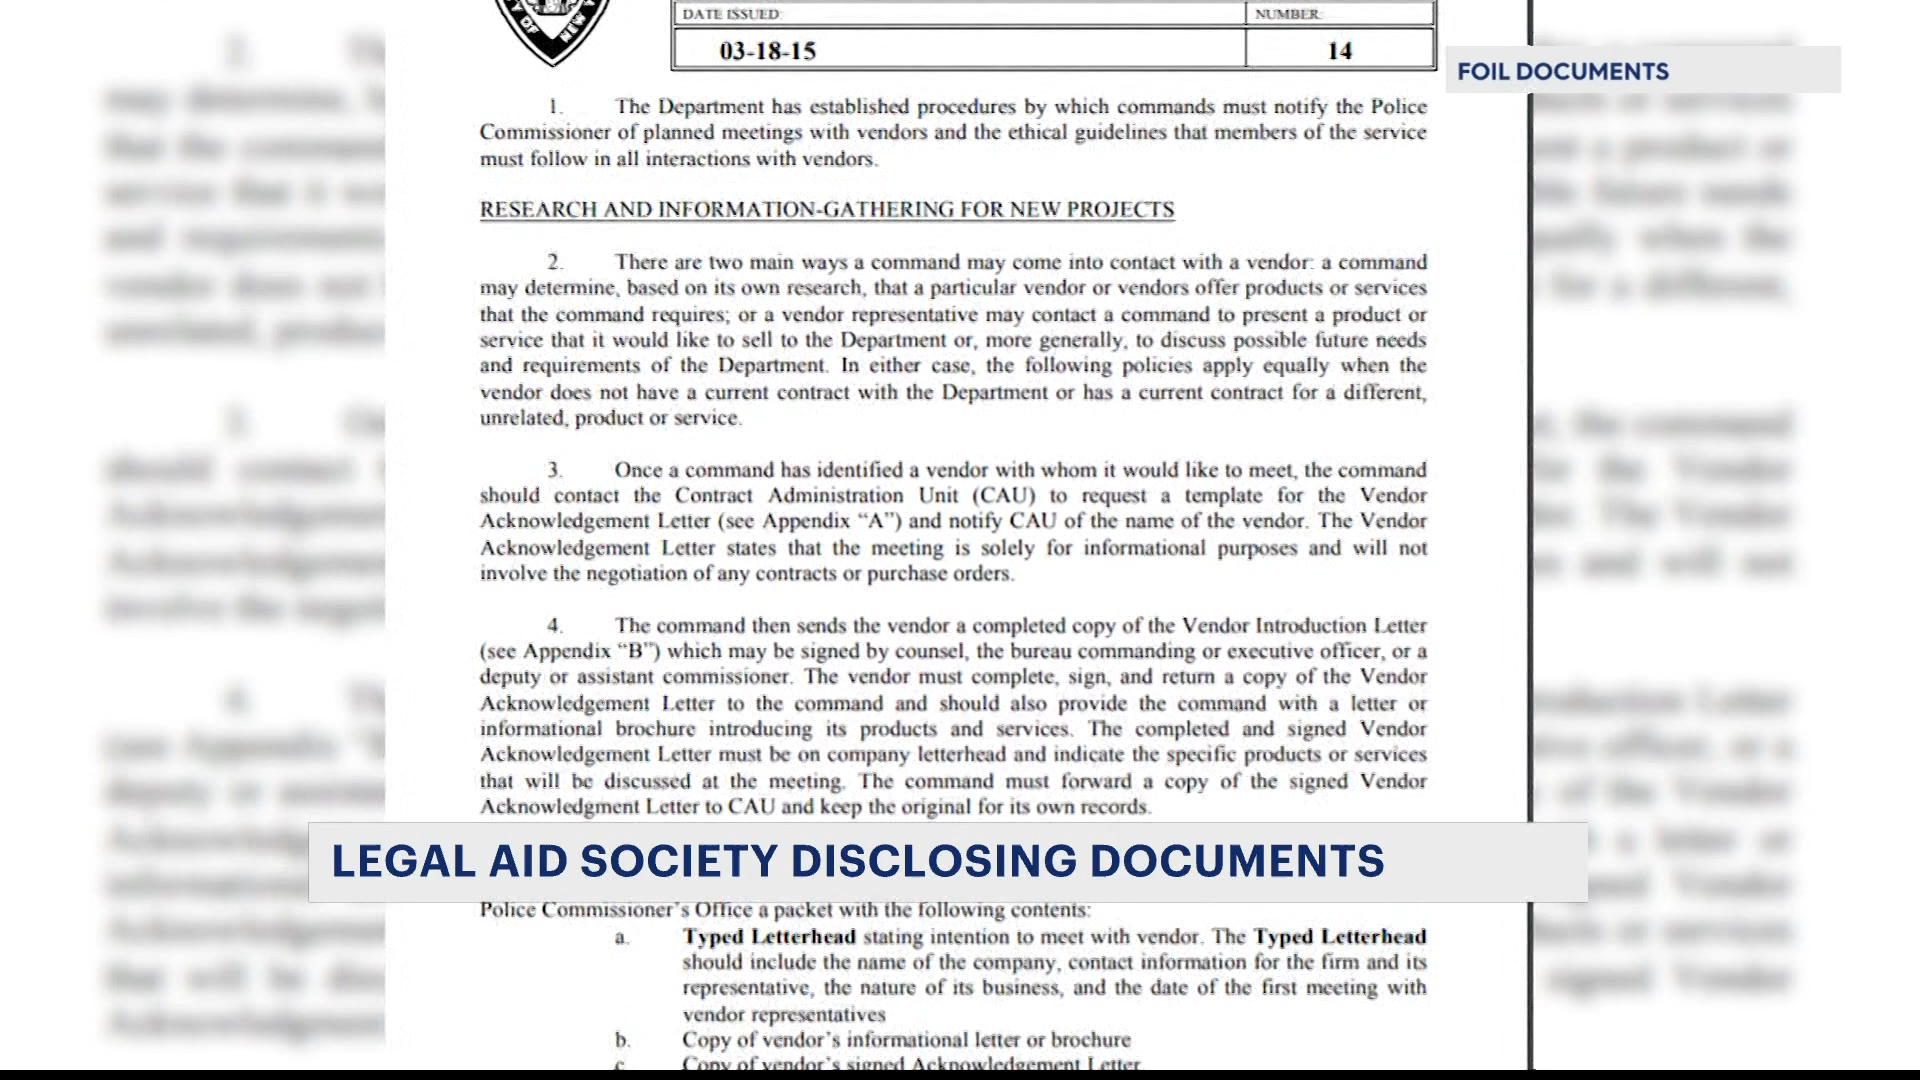 DATE ISSUED:
NUMBER:
03-18-15
14
FOIL DOCUMENTS
1. The Department has established procedures by which commands must notify the Police
Commissioner of planned meetings with vendors and the ethical guidelines that members of the service
must follow in all interactions with vendors.
RESEARCH AND INFORMATION-GATHERING FOR NEW PROJECTS
2. There are two main ways a command may come into contact with a vendor: a command
may determine, based on its own research, that a particular vendor or vendors offer products or services
that the command requires; or a vendor representative may contact a command to present a product or
service that it would like to sell to the Department or, more generally, to discuss possible future needs
and requirements of the Department. In either case, the following policies apply equally when the
vendor does not have a current contract with the Department or has a current contract for a different,
unrelated, product or service.
3. Once a command has identified a vendor with whom it would like to meet, the command
should contact the Contract Administration Unit (CAU) to request a template for the Vendor
Acknowledgement Letter (see Appendix “A”) and notify CAU of the name of the vendor. The Vendor
Acknowledgement Letter states that the meeting is solely for informational purposes and will not
involve the negotiation of any contracts or purchase orders.
4. The command then sends the vendor a completed copy of the Vendor Introduction Letter
(see Appendix “B”) which may be signed by counsel, the bureau commanding or executive officer, or a
deputy or assistant commissioner. The vendor must complete, sign, and return a copy of the Vendor
Acknowledgement Letter to the command and should also provide the command with a letter or
informational brochure introducing its products and services. The completed and signed Vendor
Acknowledgement Letter must be on company letterhead and indicate the specific products or services
that will be discussed at the meeting. The command must forward a copy of the signed Vendor
Acknowledgment Letter to CAU and keep the original for its own records.
LEGAL AID SOCIETY DISCLOSING DOCUMENTS
Police Commissioner’s Office a packet with the following contents:
a. Typed Letterhead stating intention to meet with vendor. The Typed Letterhead
should include the name of the company, contact information for the firm and its
representative, the nature of its business, and the date of the first meeting with
vendor representatives
b. Copy of vendor’s informational letter or brochure
c. Copy of vendor’s signed Acknowledgement Letter